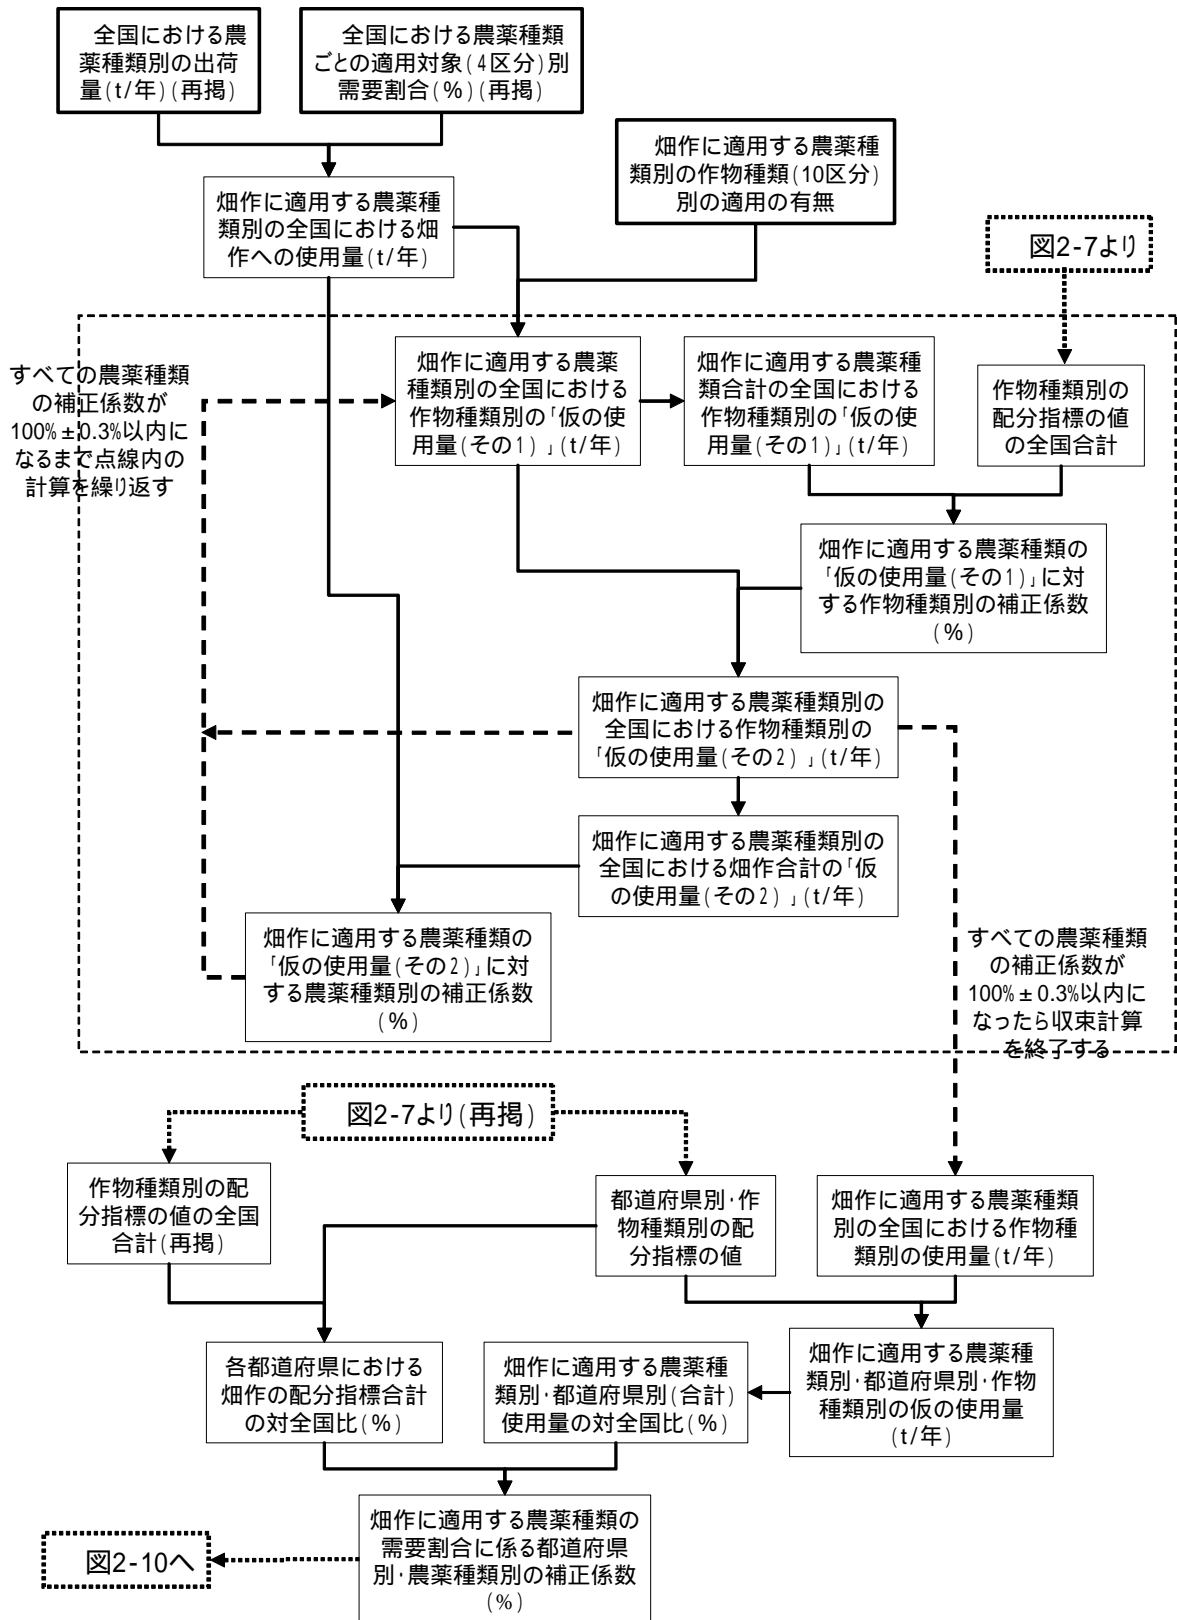 全国における農
薬種類別の出荷
量(t/年)(再掲)
全国における農薬種類
ごとの適用対象(4区分)別
需要割合(%)(再掲)
畑作に適用する農薬種
類別の作物種類(10区分)
別の適用の有無
畑作に適用する農薬種
類別の全国における畑
作への使用量(t/年)
図2-7より
すべての農薬種類
の補正係数が
100%±0.3%以内に
なるまで点線内の
計算を繰り返す
畑作に適用する農薬
種類別の全国における
作物種類別の「仮の使
用量(その1)」(t/年)
畑作に適用する農薬種
類合計の全国における
作物種類別の「仮の使
用量(その1)」(t/年)
作物種類別の
配分指標の値
の全国合計
畑作に適用する農薬種類の
「仮の使用量(その1)」に対
する作物種類別の補正係数
(%)
畑作に適用する農薬種類別の
全国における作物種類別の
「仮の使用量(その2)」(t/年)
畑作に適用する農薬種類別の
全国における畑作合計の「仮
の使用量(その2)」(t/年)
畑作に適用する農薬種類の
「仮の使用量(その2)」に対
する農薬種類別の補正係数
(%)
すべての農薬種類
の補正係数が
100%±0.3%以内に
なったら収束計算
を終了する
図2-7より(再掲)
作物種類別の配
分指標の値の全国
合計(再掲)
都道府県別・作
物種類別の配
分指標の値
畑作に適用する農薬種類
別の全国における作物種
類別の使用量(t/年)
各都道府県における
畑作の配分指標合計
の対全国比(%)
畑作に適用する農薬種
類別・都道府県別(合計)
使用量の対全国比(%)
畑作に適用する農薬種
類別・都道府県別・作物
種類別の仮の使用量
(t/年)
畑作に適用する農薬種類の
需要割合に係る都道府県
別・農薬種類別の補正係数
(%)
図2-10へ